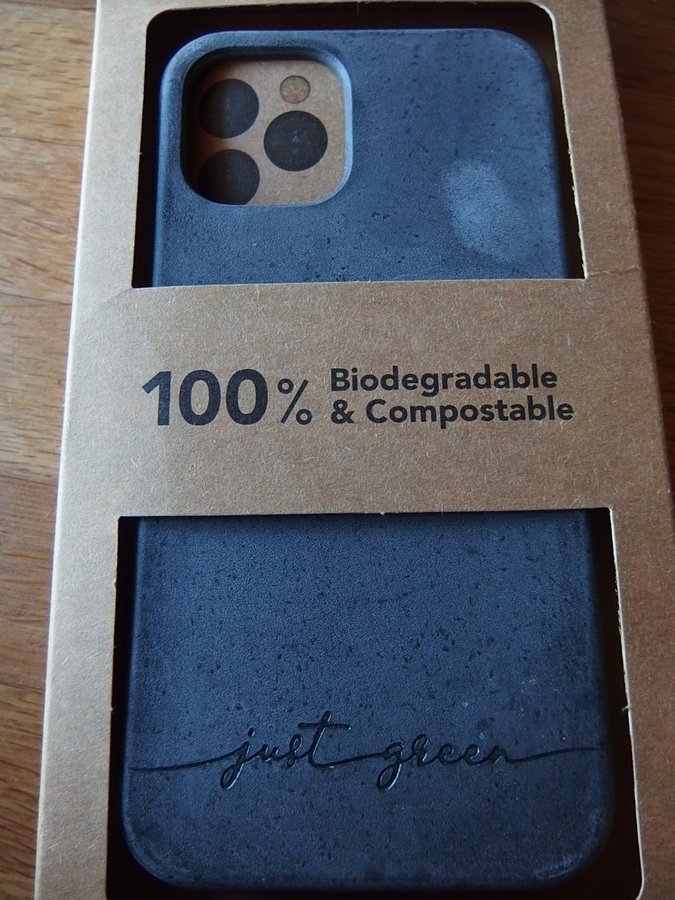 100% Biodegradable
& Compostable
just green